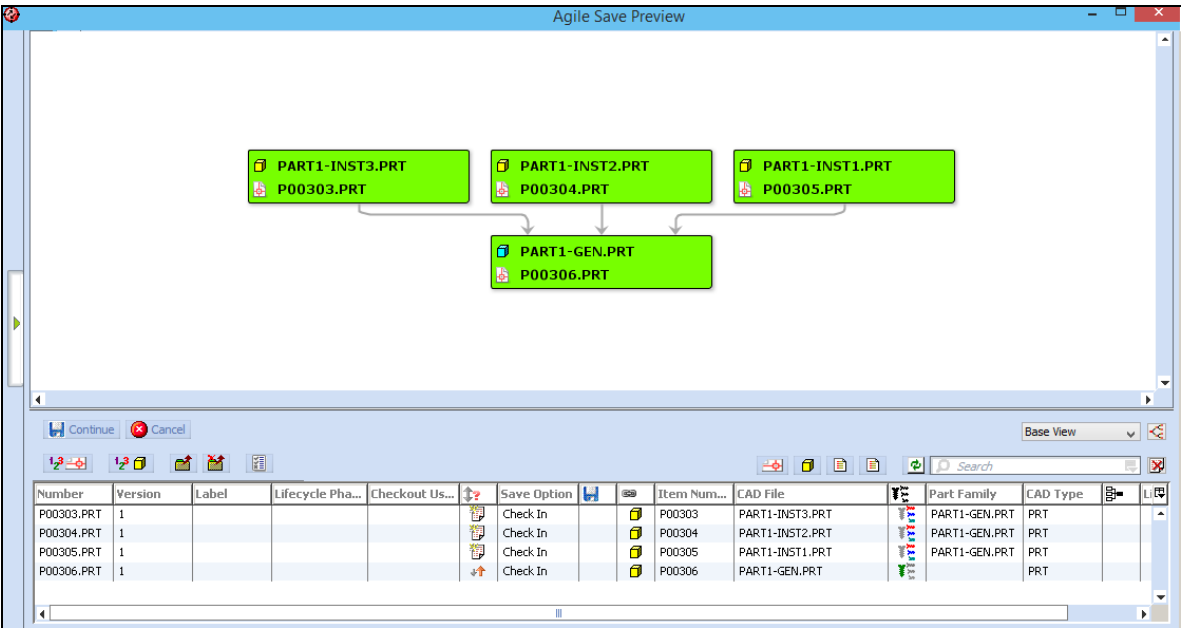 Agile Save Preview
PART1-INST3.PRT
P00303.PRT
PART1-INST2.PRT
P00304.PRT
PART1-INST1.PRT
P00305.PRT
PART1-GEN.PRT
P00306.PRT
Continue Cancel
Base View
Search
Number Version Label Lifecycle Pha... Checkout Us... Save Option Item Num... CAD File Part Family CAD Type Li
P00303.PRT 1 Check In P00303 PART1-INST3.PRT PART1-GEN.PRT PRT
P00304.PRT 1 Check In P00304 PART1-INST2.PRT PART1-GEN.PRT PRT
P00305.PRT 1 Check In P00305 PART1-INST1.PRT PART1-GEN.PRT PRT
P00306.PRT 1 Check In P00306 PART1-GEN.PRT PRT